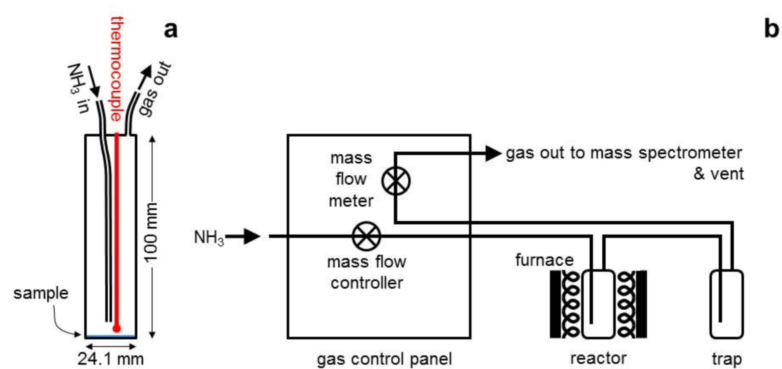 a
b
NH3 in
thermocouple
gas out
100 mm
sample
24.1 mm
mass
flow
meter
gas out to mass spectrometer
& vent
NH3
mass flow
controller
furnace
gas control panel
reactor
trap